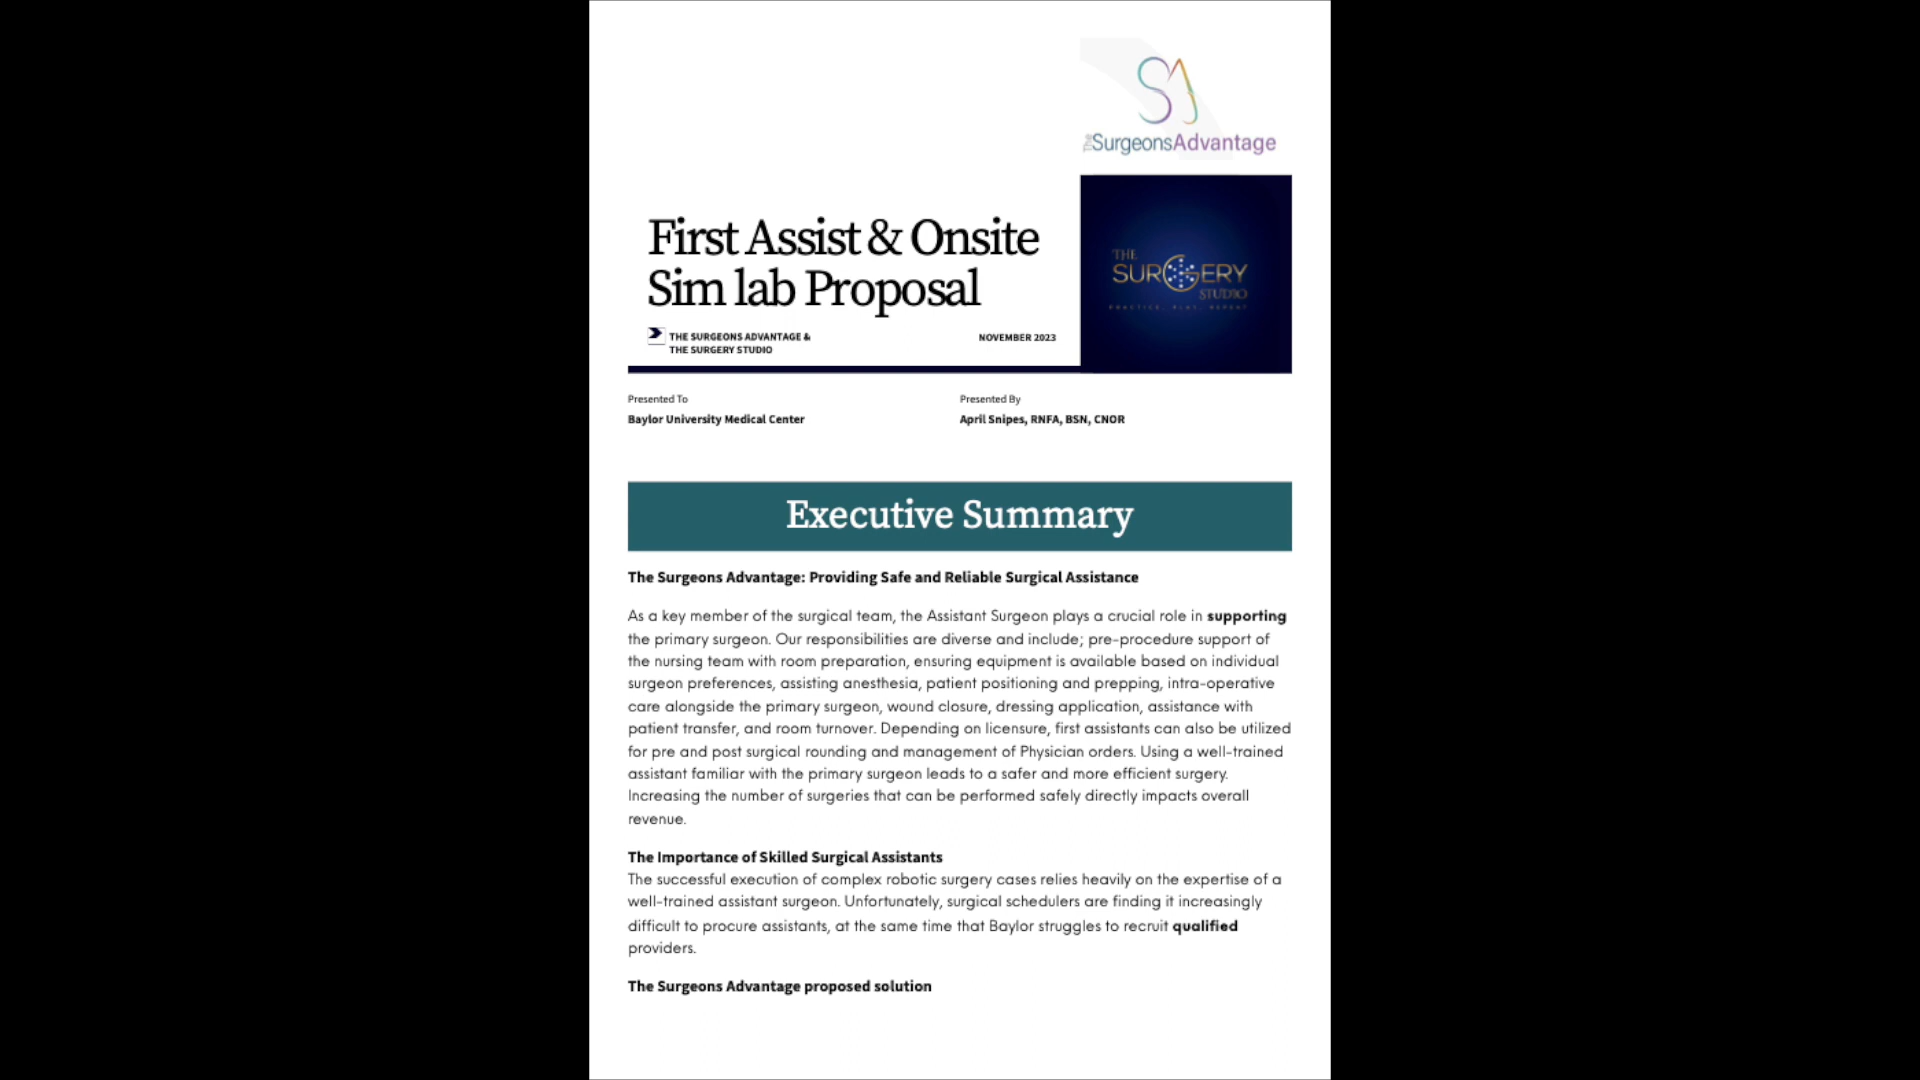 SA
The SurgeonsAdvantage
THE
SURGERY
STUDIO
PRACTICE. PLAY. REPEAT
First Assist & Onsite
Sim lab Proposal
THE SURGEONS ADVANTAGE &
THE SURGERY STUDIO
NOVEMBER 2023
Presented To
Baylor University Medical Center
Presented By
April Snipes, RNFA, BSN, CNOR
Executive Summary
The Surgeons Advantage: Providing Safe and Reliable Surgical Assistance
As a key member of the surgical team, the Assistant Surgeon plays a crucial role in supporting
the primary surgeon. Our responsibilities are diverse and include; pre-procedure support of
the nursing team with room preparation, ensuring equipment is available based on individual
surgeon preferences, assisting anesthesia, patient positioning and prepping, intra-operative
care alongside the primary surgeon, wound closure, dressing application, assistance with
patient transfer, and room turnover. Depending on licensure, first assistants can also be utilized
for pre and post surgical rounding and management of Physician orders. Using a well-trained
assistant familiar with the primary surgeon leads to a safer and more efficient surgery.
Increasing the number of surgeries that can be performed safely directly impacts overall
revenue.
The Importance of Skilled Surgical Assistants
The successful execution of complex robotic surgery cases relies heavily on the expertise of a
well-trained assistant surgeon. Unfortunately, surgical schedulers are finding it increasingly
difficult to procure assistants, at the same time that Baylor struggles to recruit qualified
providers.
The Surgeons Advantage proposed solution